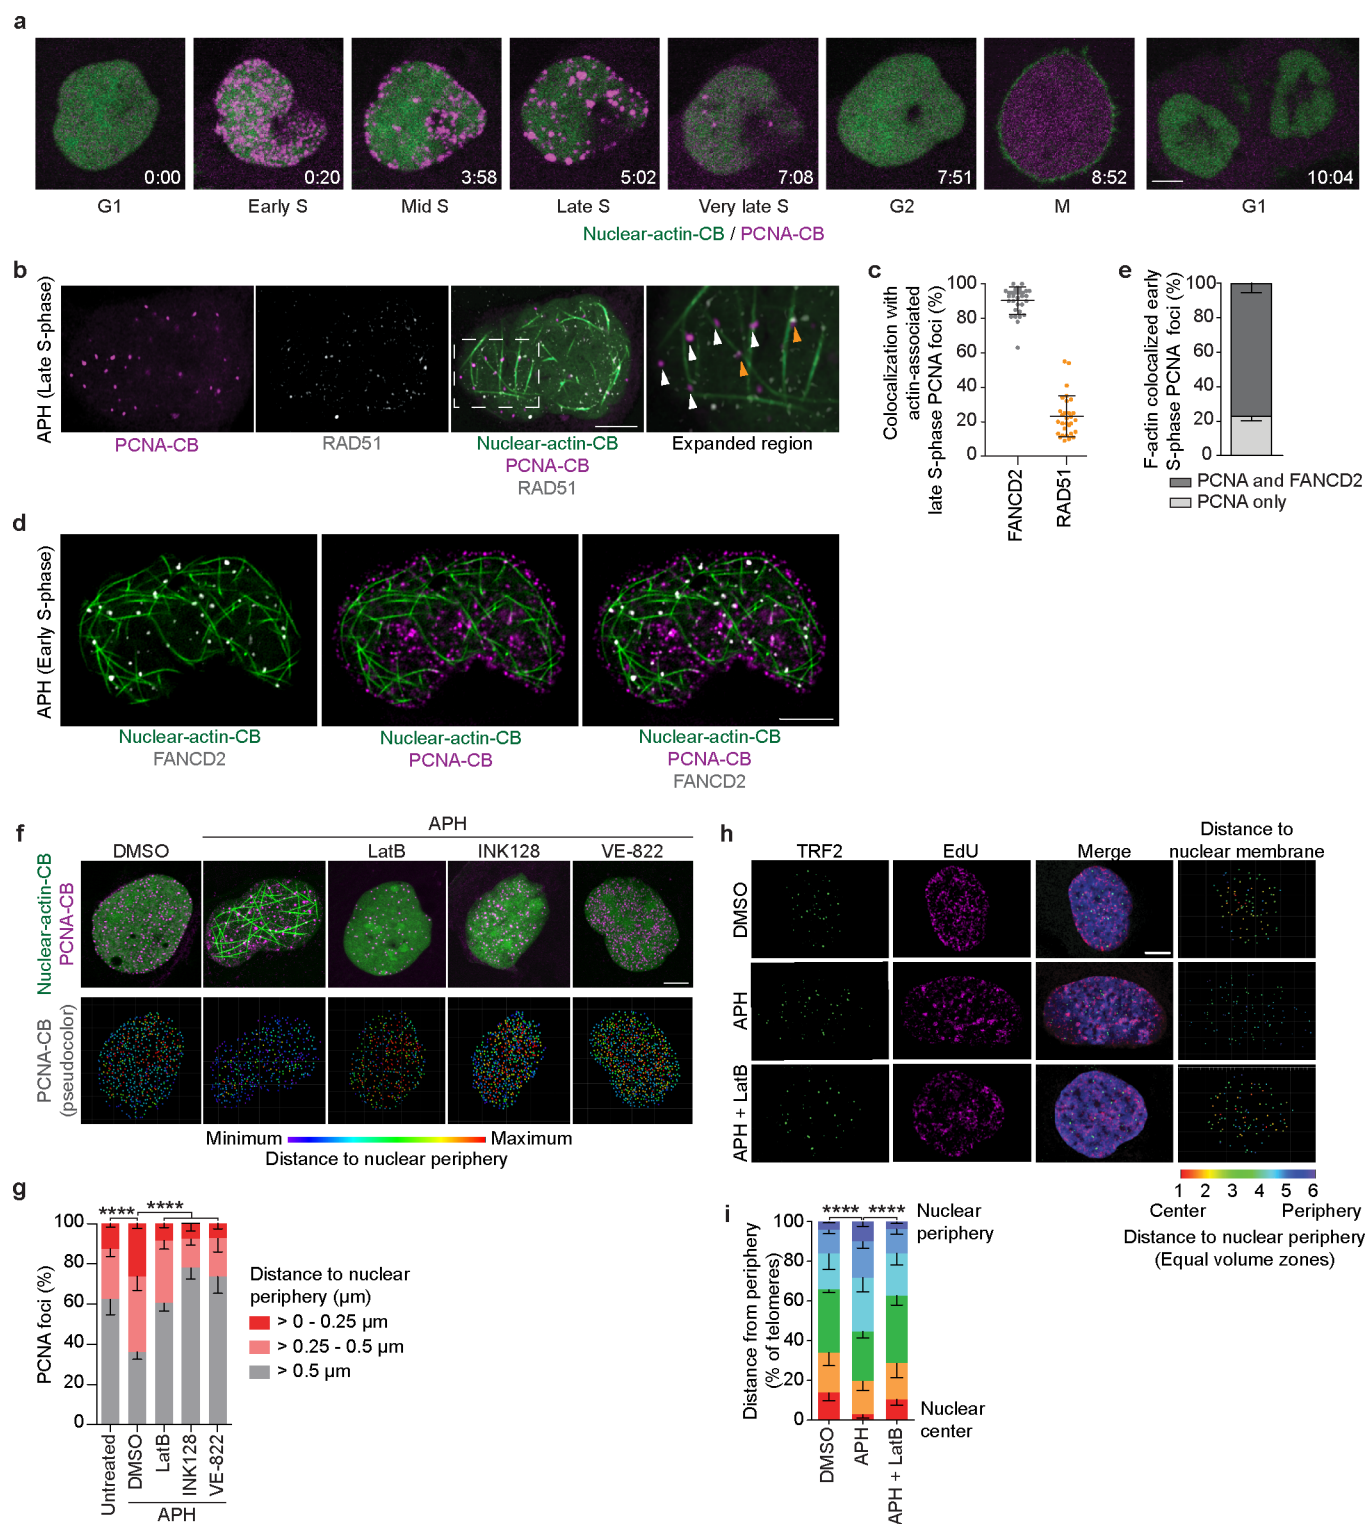 a
0:00
0:20
3:58
5:02
7:08
7:51
8:52
10:04
G1
Early S
Mid S
Late S
Very late S
G2
M
G1
Nuclear-actin-CB / PCNA-CB
b
APH (Late S-phase)
PCNA-CB
RAD51
Nuclear-actin-CB
PCNA-CB
RAD51
Expanded region
c
Colocalization with
actin-associated
late S-phase PCNA foci (%)
100
80
60
40
20
0
FANCD2
RAD51
e
F-actin colocalized early
S-phase PCNA foci (%)
100
80
60
40
20
0
PCNA and FANCD2
PCNA only
d
APH (Early S-phase)
Nuclear-actin-CB
FANCD2
Nuclear-actin-CB
PCNA-CB
Nuclear-actin-CB
PCNA-CB
FANCD2
f
APH
DMSO
LatB
INK128
VE-822
Nuclear-actin-CB
PCNA-CB
PCNA-CB
(pseudocolor)
Minimum
Maximum
Distance to nuclear periphery
g
**** ****
PCNA foci (%)
100
80
60
40
20
0
Untreated
DMSO
LatB
INK128
VE-822
APH
Distance to nuclear
periphery (µm)
> 0 - 0.25 µm
> 0.25 - 0.5 µm
> 0.5 µm
h
TRF2
EdU
Merge
Distance to
nuclear membrane
DMSO
APH
APH + LatB
1 2 3 4 5 6
Center
Periphery
Distance to nuclear periphery
(Equal volume zones)
i
**** ****
Nuclear
periphery
Distance from periphery
(% of telomeres)
100
80
60
40
20
0
Nuclear
center
DMSO
APH
APH + LatB